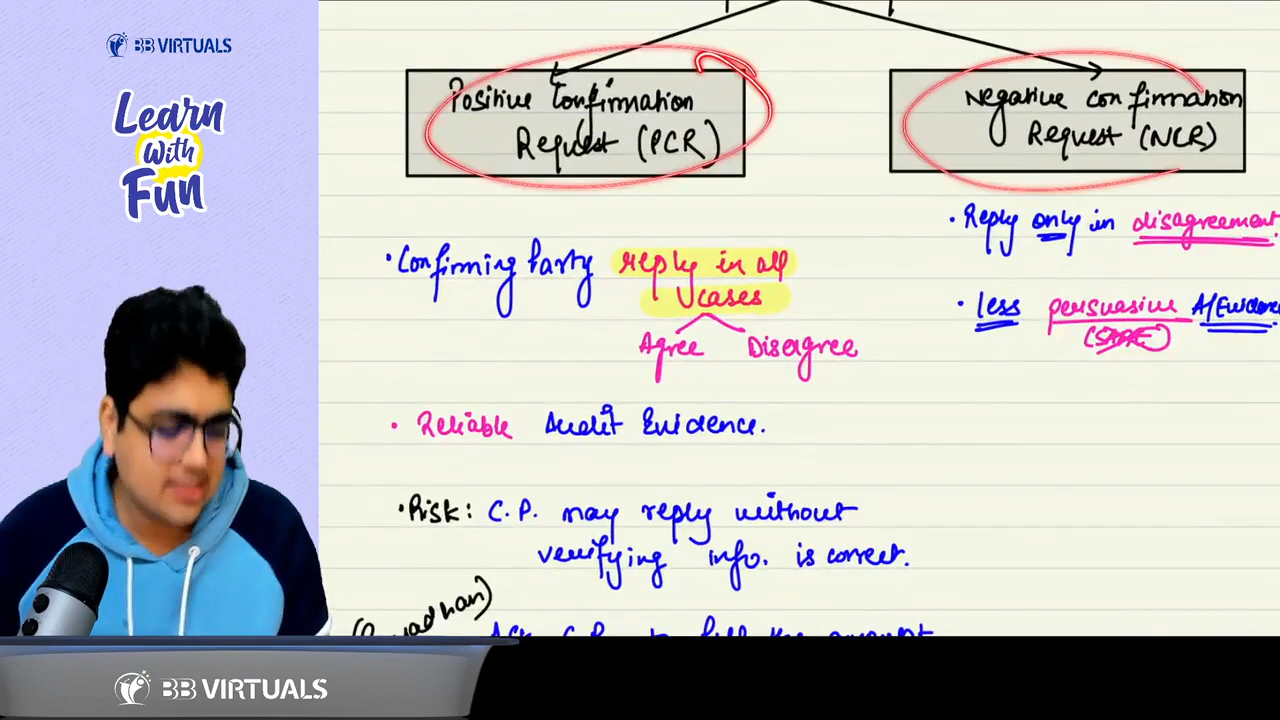 BB VIRTUALS
Learn
With
Fun
Positive Confirmation
Request (PCR)
Negative confirmation
Request (NCR)
• Reply only in disagreement.
• less persuasive A/Evidenc
• Confirming Party reply in all
cases
Agree Disagree
• Reliable Audit Evidence.
• Risk: C.P. may reply without
verifying info. is correct.
BB VIRTUALS